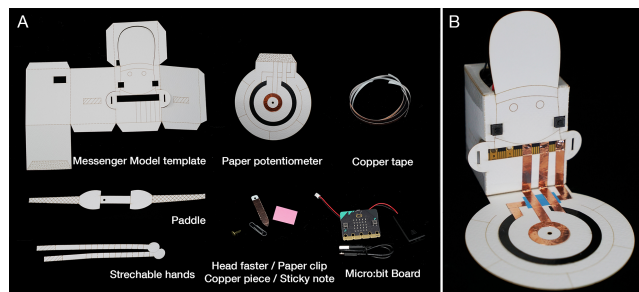 A
B
Messenger Model template
Paper potentiometer
Copper tape
Paddle
Strechable hands
Head faster / Paper clip
Copper piece / Sticky note
Micro:bit Board